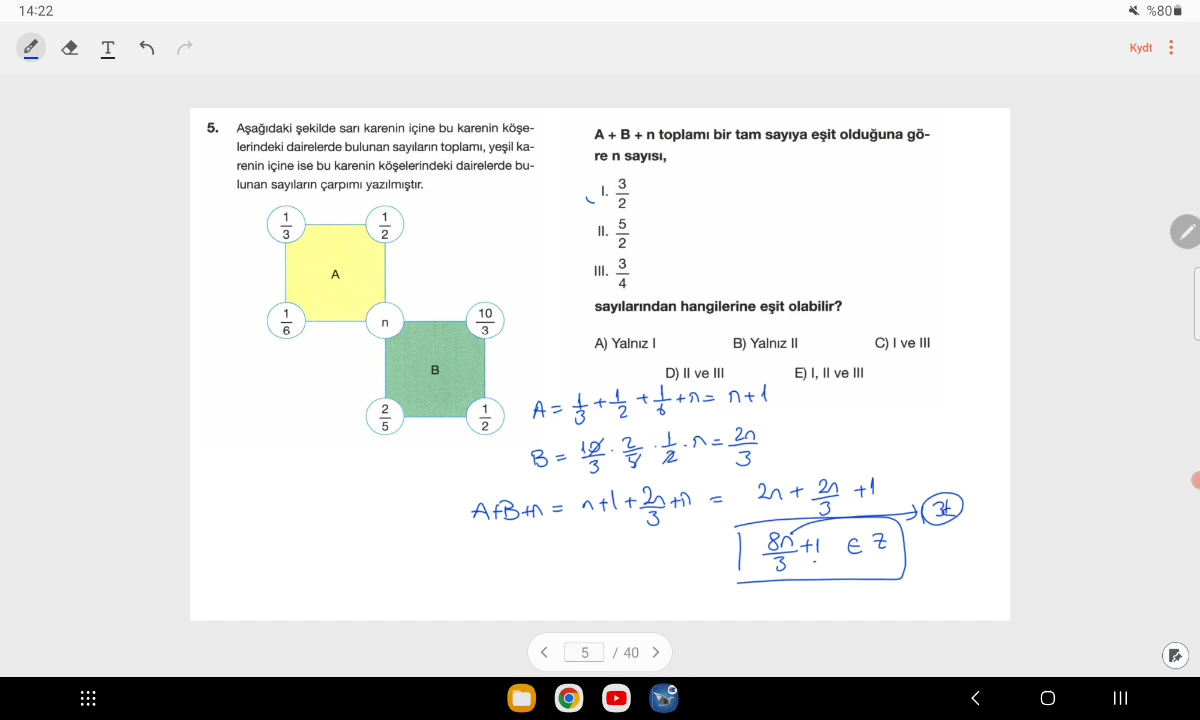 14:22
%80
T
Kydt
5. Aşağıdaki şekilde sarı karenin içine bu karenin köşe-
lerindeki dairelerde bulunan sayıların toplamı, yeşil ka-
renin içine ise bu karenin köşelerindeki dairelerde bu-
lunan sayıların çarpımı yazılmıştır.
1/3 1/2
A
1/6 n 10/3
B
2/5 1/2
A + B + n toplamı bir tam sayıya eşit olduğuna gö-
re n sayısı,
I. 3/2
II. 5/2
III. 3/4
sayılarından hangilerine eşit olabilir?
A) Yalnız I B) Yalnız II C) I ve III
D) II ve III E) I, II ve III
A = 1/3 + 1/2 + 1/6 + n = n + 1
B = 10/3 . 2/5 . 1/2 . n = 2n/3
A+B+n = n+1+2n/3+n = 2n + 2n/3 + 1
8n/3 + 1 ∈ Z
5 / 40